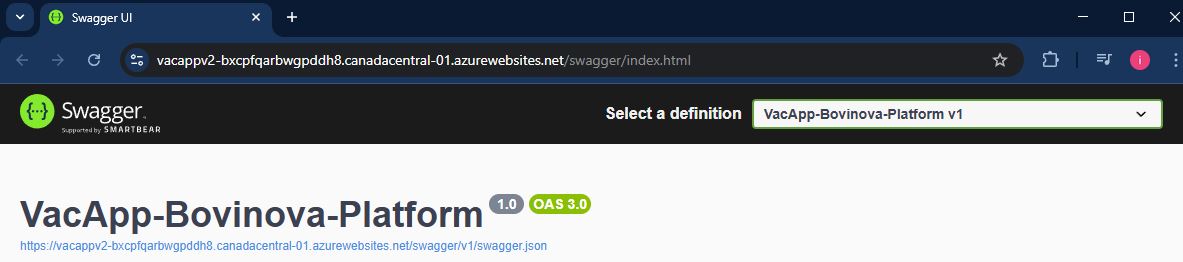 Swagger UI
vacappv2-bxcpfqarbwgpddh8.canadacentral-01.azurewebsites.net/swagger/index.html
i
Swagger
Supported by SMARTBEAR
Select a definition
VacApp-Bovinova-Platform v1
VacApp-Bovinova-Platform 1.0 OAS 3.0
https://vacappv2-bxcpfqarbwgpddh8.canadacentral-01.azurewebsites.net/swagger/v1/swagger.json